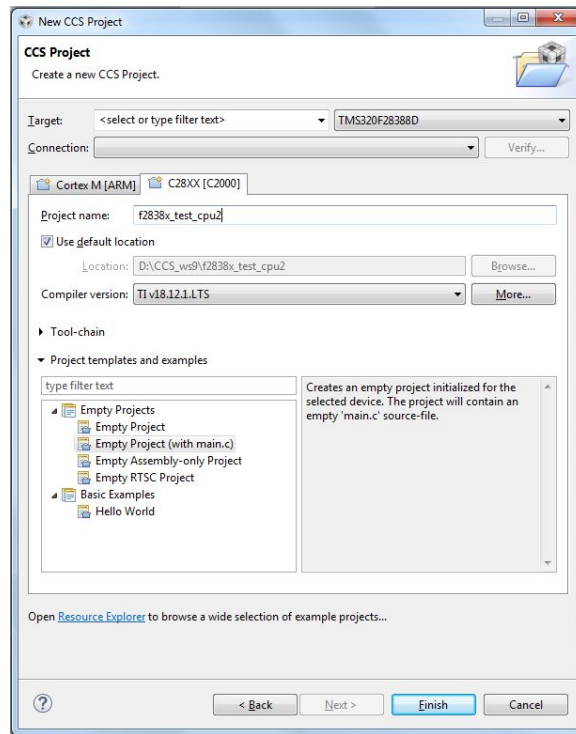 New CCS Project
CCS Project
Create a new CCS Project.
Target: <select or type filter text> TMS320F28388D
Connection: Verify...
Cortex M [ARM] C28XX [C2000]
Project name: f2838x_test_cpu2
Use default location
Location: D:\CCS_ws9\f2838x_test_cpu2 Browse...
Compiler version: TI v18.12.1.LTS More...
Tool-chain
Project templates and examples
type filter text
Empty Projects
Empty Project
Empty Project (with main.c)
Empty Assembly-only Project
Empty RTSC Project
Basic Examples
Hello World
Creates an empty project initialized for the
selected device. The project will contain an
empty 'main.c' source-file.
Open Resource Explorer to browse a wide selection of example projects...
? < Back Next > Finish Cancel